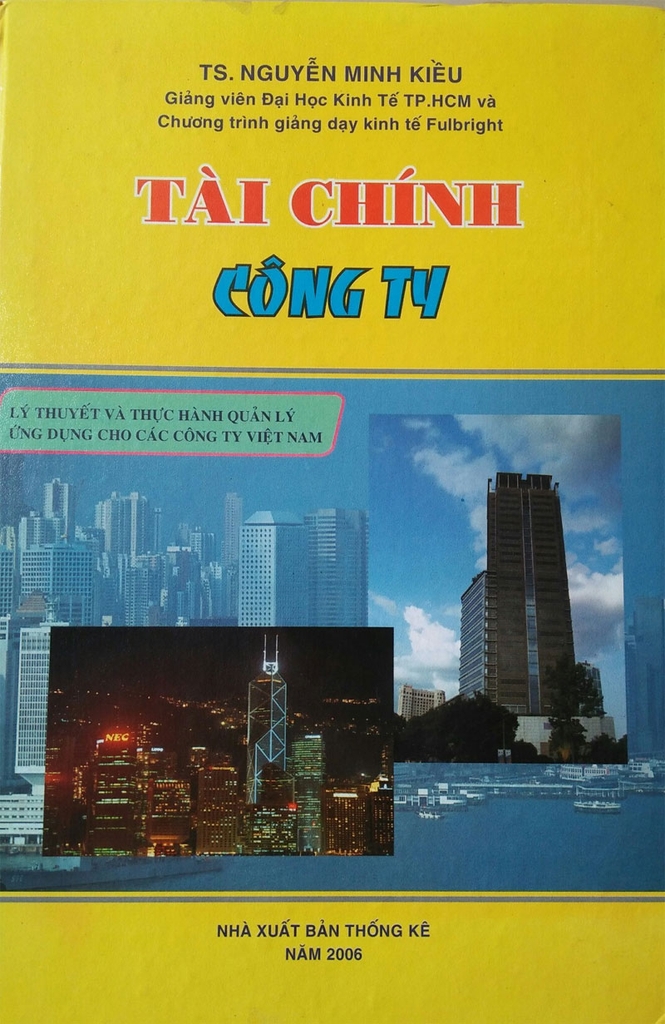 TS. NGUYỄN MINH KIỀU
Giảng viên Đại Học Kinh Tế TP.HCM và
Chương trình giảng dạy kinh tế Fulbright
TÀI CHÍNH
CÔNG TY
LÝ THUYẾT VÀ THỰC HÀNH QUẢN LÝ
ỨNG DỤNG CHO CÁC CÔNG TY VIỆT NAM
NEC
NHÀ XUẤT BẢN THỐNG KÊ
NĂM 2006